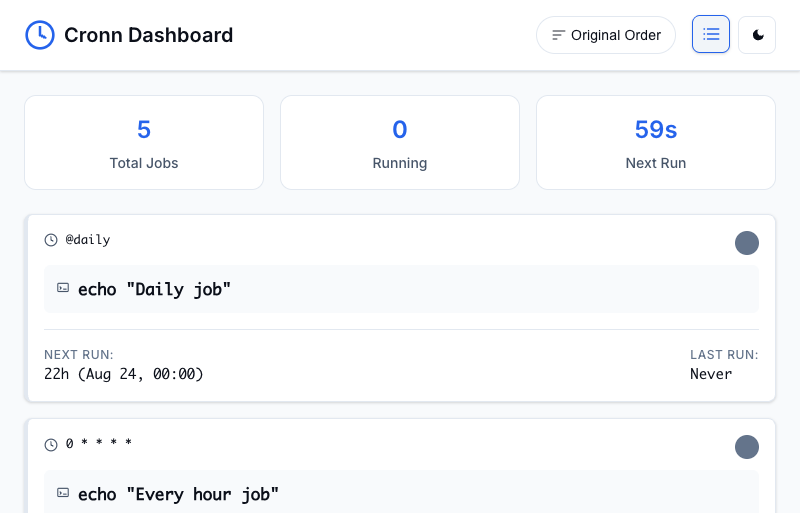 Cronn Dashboard
Original Order
5
Total Jobs
0
Running
59s
Next Run
@daily
echo "Daily job"
NEXT RUN:
22h (Aug 24, 00:00)
LAST RUN:
Never
0 * * * *
echo "Every hour job"